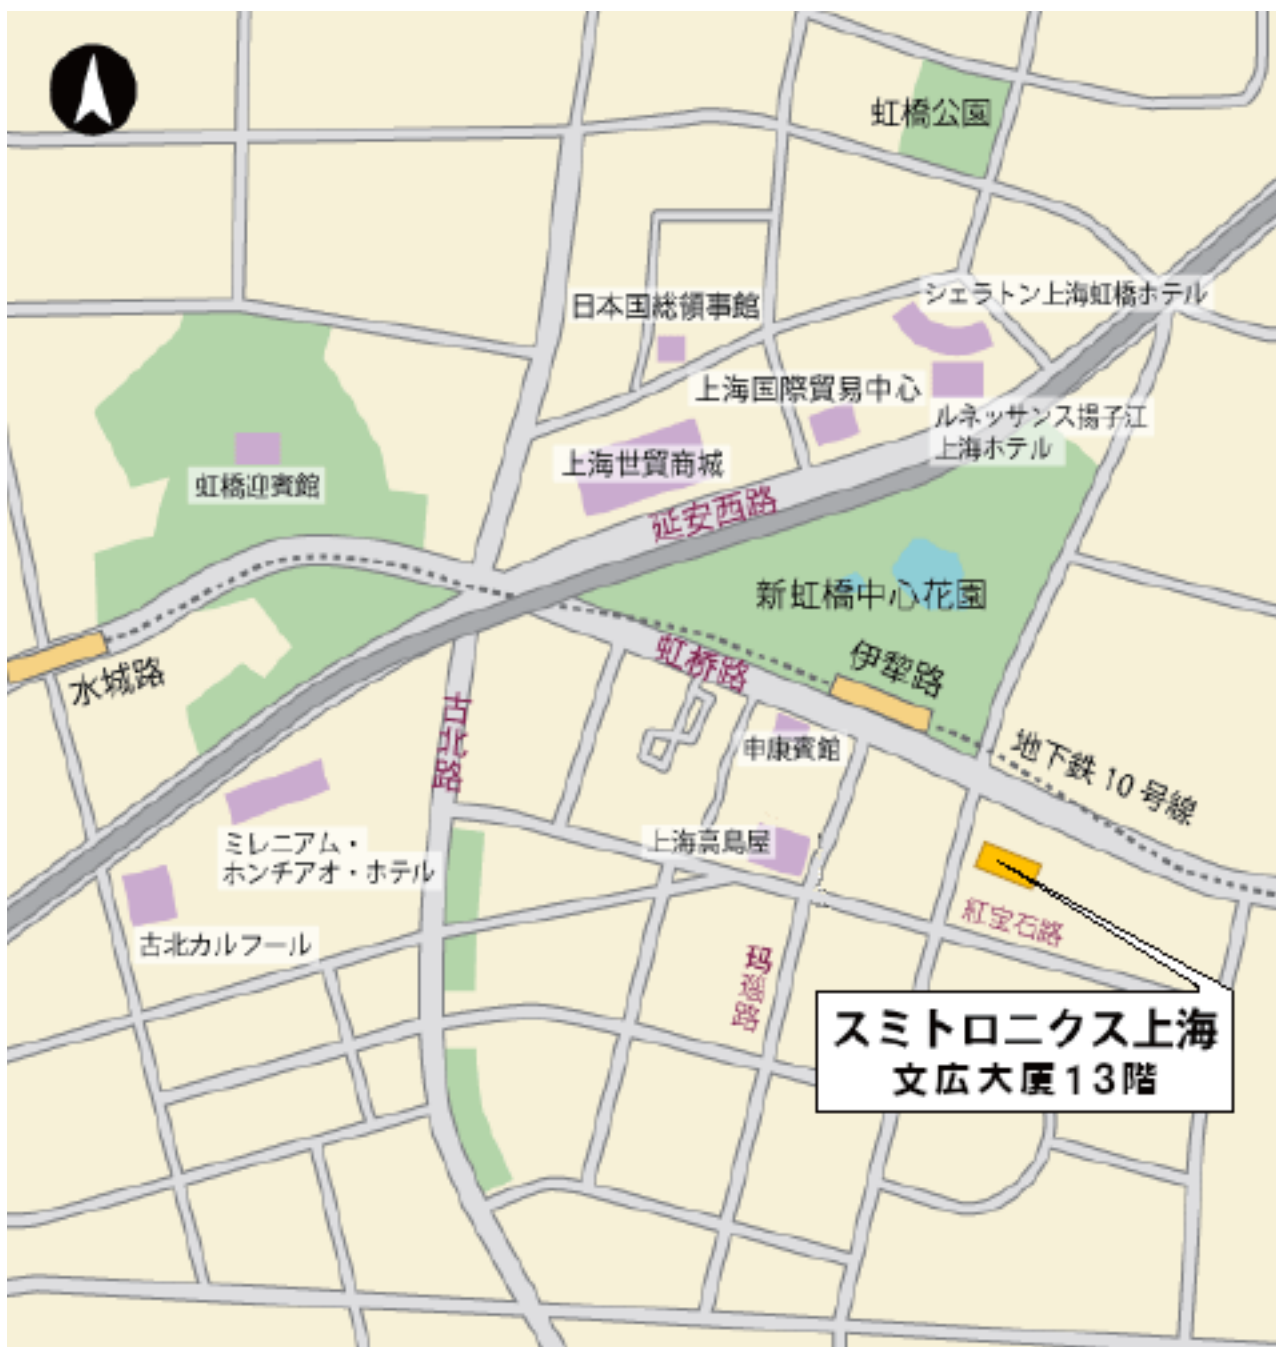 虹橋公園
シェラトン上海虹橋ホテル
日本国総領事館
上海国際貿易中心
ルネッサンス揚子江
上海ホテル
上海世貿商城
虹橋迎賓館
延安西路
新虹橋中心花園
虹桥路
伊犂路
水城路
古北路
申康賓館
地下鉄10号線
ミレニアム・
ホンチアオ・ホテル
上海高島屋
古北カルフール
紅宝石路
玛瑙路
スミトロニクス上海
文広大厦13階